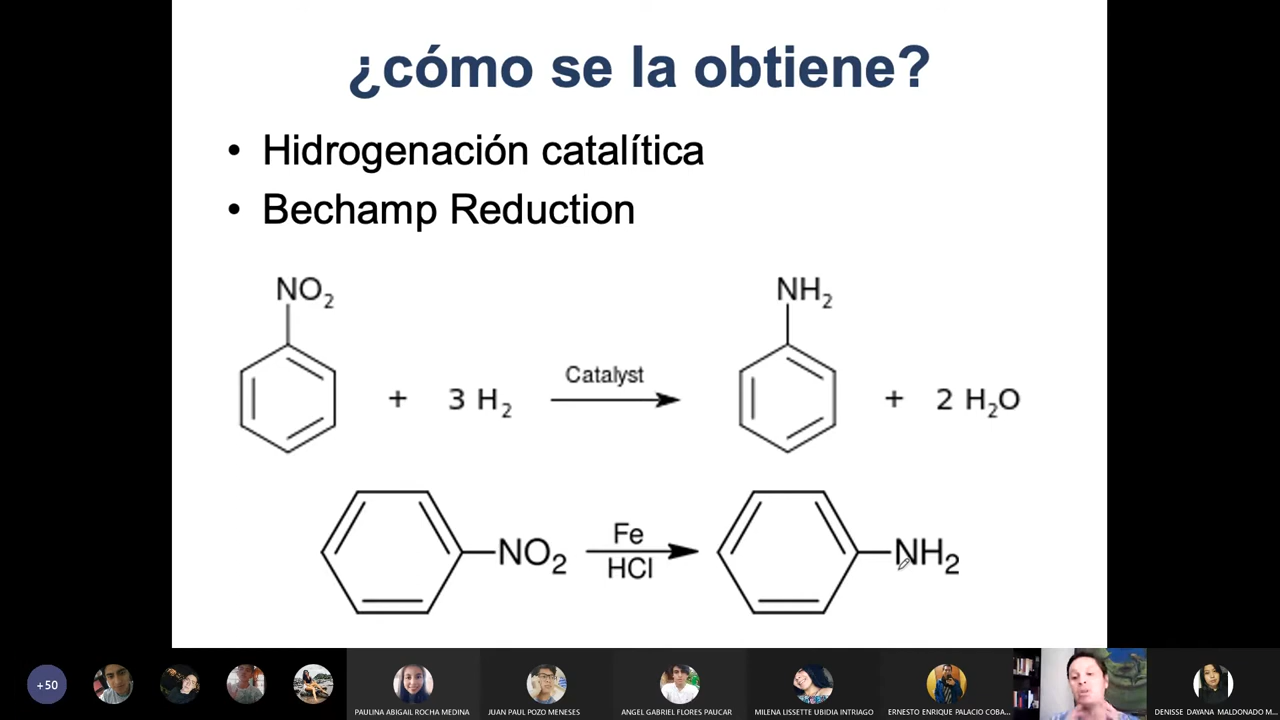 ¿cómo se la obtiene?
• Hidrogenación catalítica
• Bechamp Reduction
NO₂
NH₂
+ 3 H₂
Catalyst
+ 2 H₂O
NO₂
Fe
HCl
NH₂
+50
PAULINA ABIGAIL ROCHA MEDINA
JUAN PAUL POZO MENESES
ANGEL GABRIEL FLORES PAUCAR
MILENA LISSETTE UBIDIA INTRIAGO
ERNESTO ENRIQUE PALACIO COBA...
DENISSE DAYANA MALDONADO M...